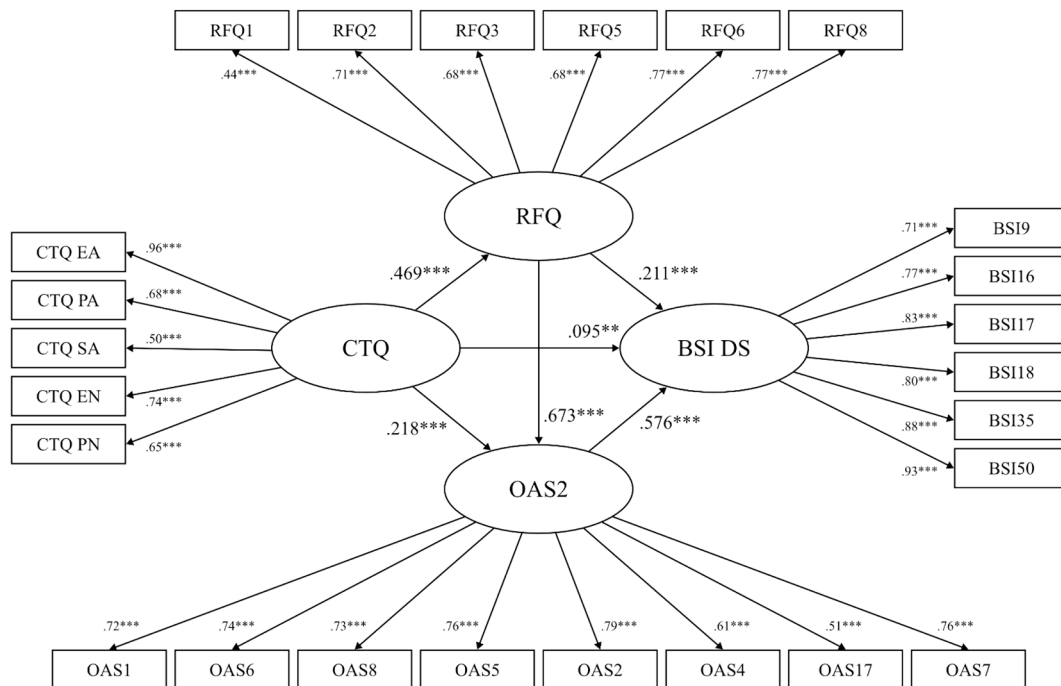 RFQ1 RFQ2 RFQ3 RFQ5 RFQ6 RFQ8
.44*** .71*** .68*** .68*** .77*** .77***
RFQ
CTQ EA
CTQ PA
CTQ SA
CTQ EN
CTQ PN
.96***
.68***
.50***
.74***
.65***
CTQ
.469***
.211***
.095**
.218***
.673***
.576***
BSI DS
.71***
.77***
.83***
.80***
.88***
.93***
BSI9
BSI16
BSI17
BSI18
BSI35
BSI50
OAS2
.72*** .74*** .73*** .76*** .79*** .61*** .51*** .76***
OAS1 OAS6 OAS8 OAS5 OAS2 OAS4 OAS17 OAS7